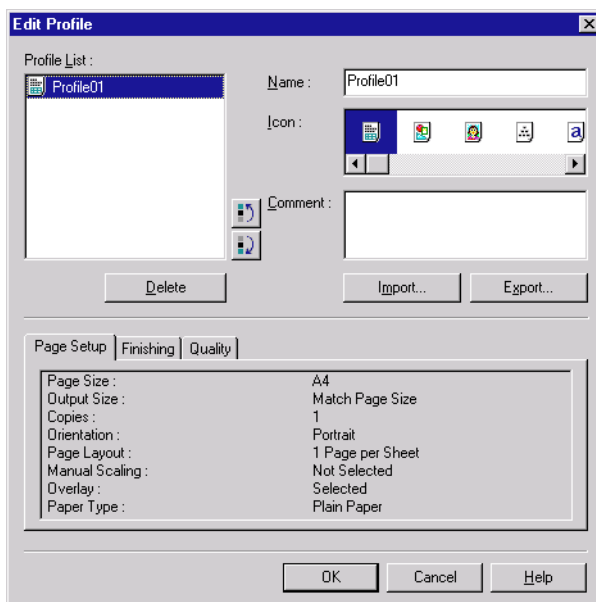 Edit Profile
Profile List :
Profile01
Name :
Profile01
Icon :
a
Comment :
Delete
Import...
Export...
Page Setup
Finishing
Quality
Page Size : A4
Output Size : Match Page Size
Copies : 1
Orientation : Portrait
Page Layout : 1 Page per Sheet
Manual Scaling : Not Selected
Overlay : Selected
Paper Type : Plain Paper
OK
Cancel
Help